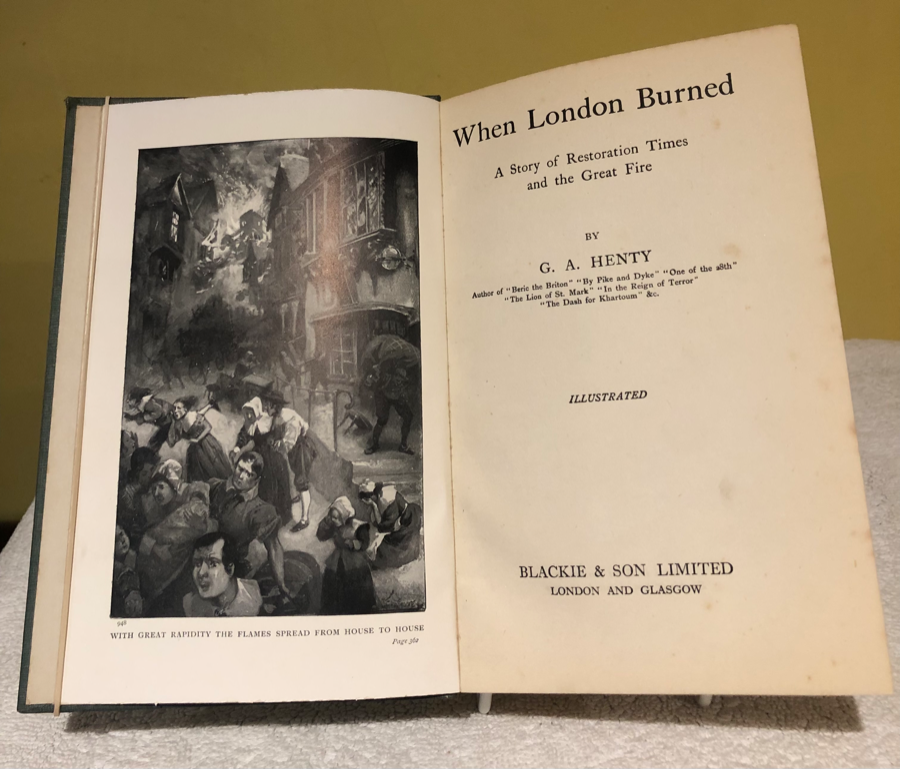 948
WITH GREAT RAPIDITY THE FLAMES SPREAD FROM HOUSE TO HOUSE
Page 362
When London Burned
A Story of Restoration Times
and the Great Fire
BY
G. A. HENTY
Author of "Beric the Briton" "By Pike and Dyke" "One of the 28th"
"The Lion of St. Mark" "In the Reign of Terror"
"The Dash for Khartoum" &c.
ILLUSTRATED
BLACKIE & SON LIMITED
LONDON AND GLASGOW